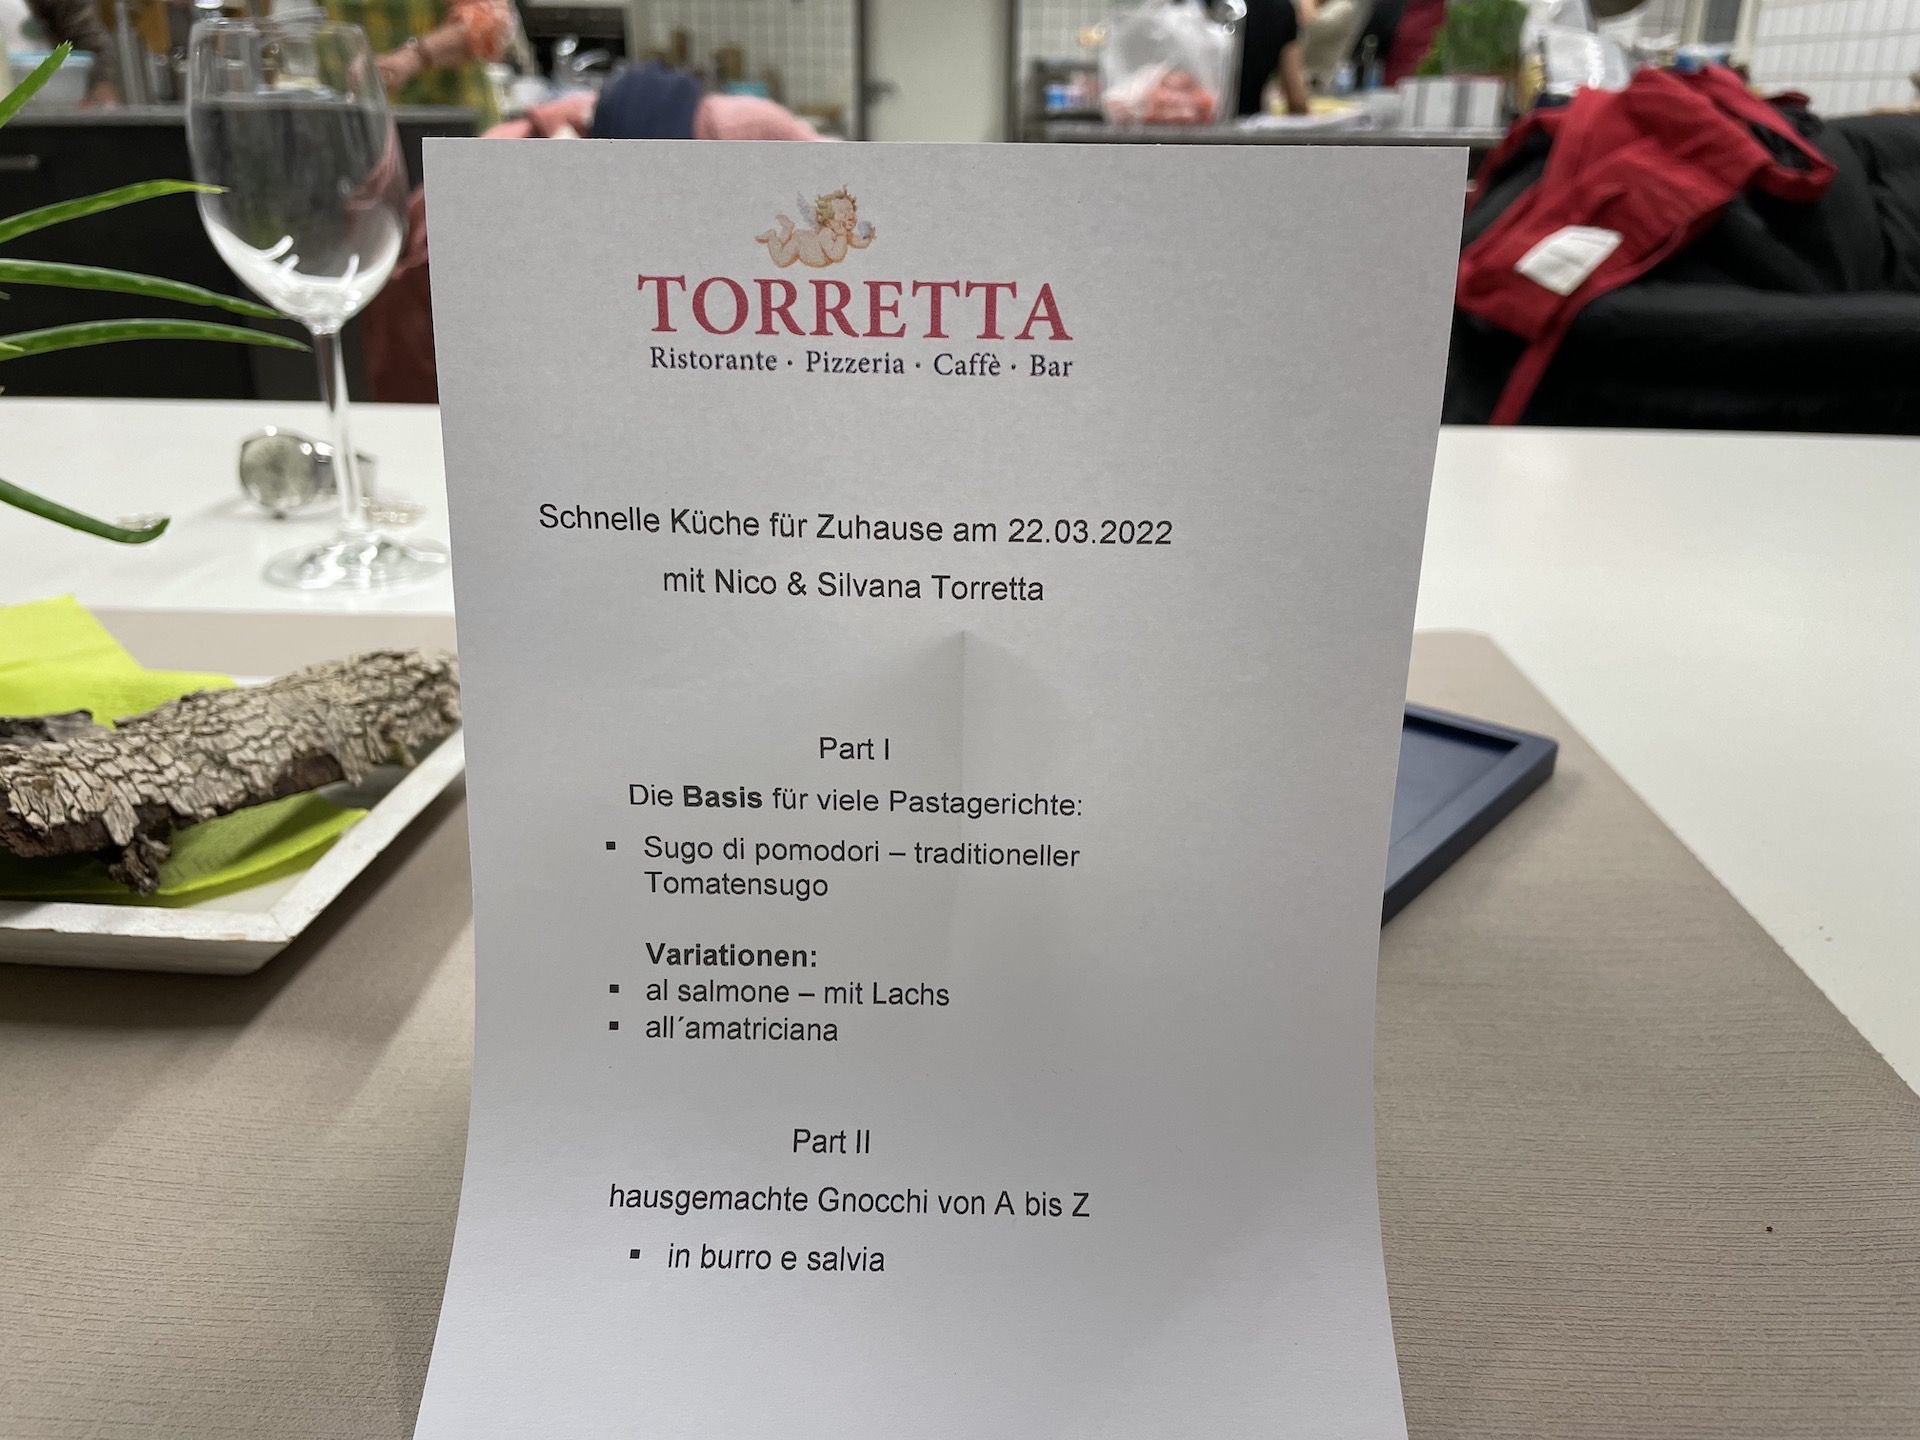 TORRETTA
Ristorante · Pizzeria · Caffè · Bar
Schnelle Küche für Zuhause am 22.03.2022
mit Nico & Silvana Torretta
Part I
Die Basis für viele Pastagerichte:
▪ Sugo di pomodori – traditioneller
Tomatensugo
Variationen:
▪ al salmone – mit Lachs
▪ all´amatriciana
Part II
hausgemachte Gnocchi von A bis Z
▪ in burro e salvia